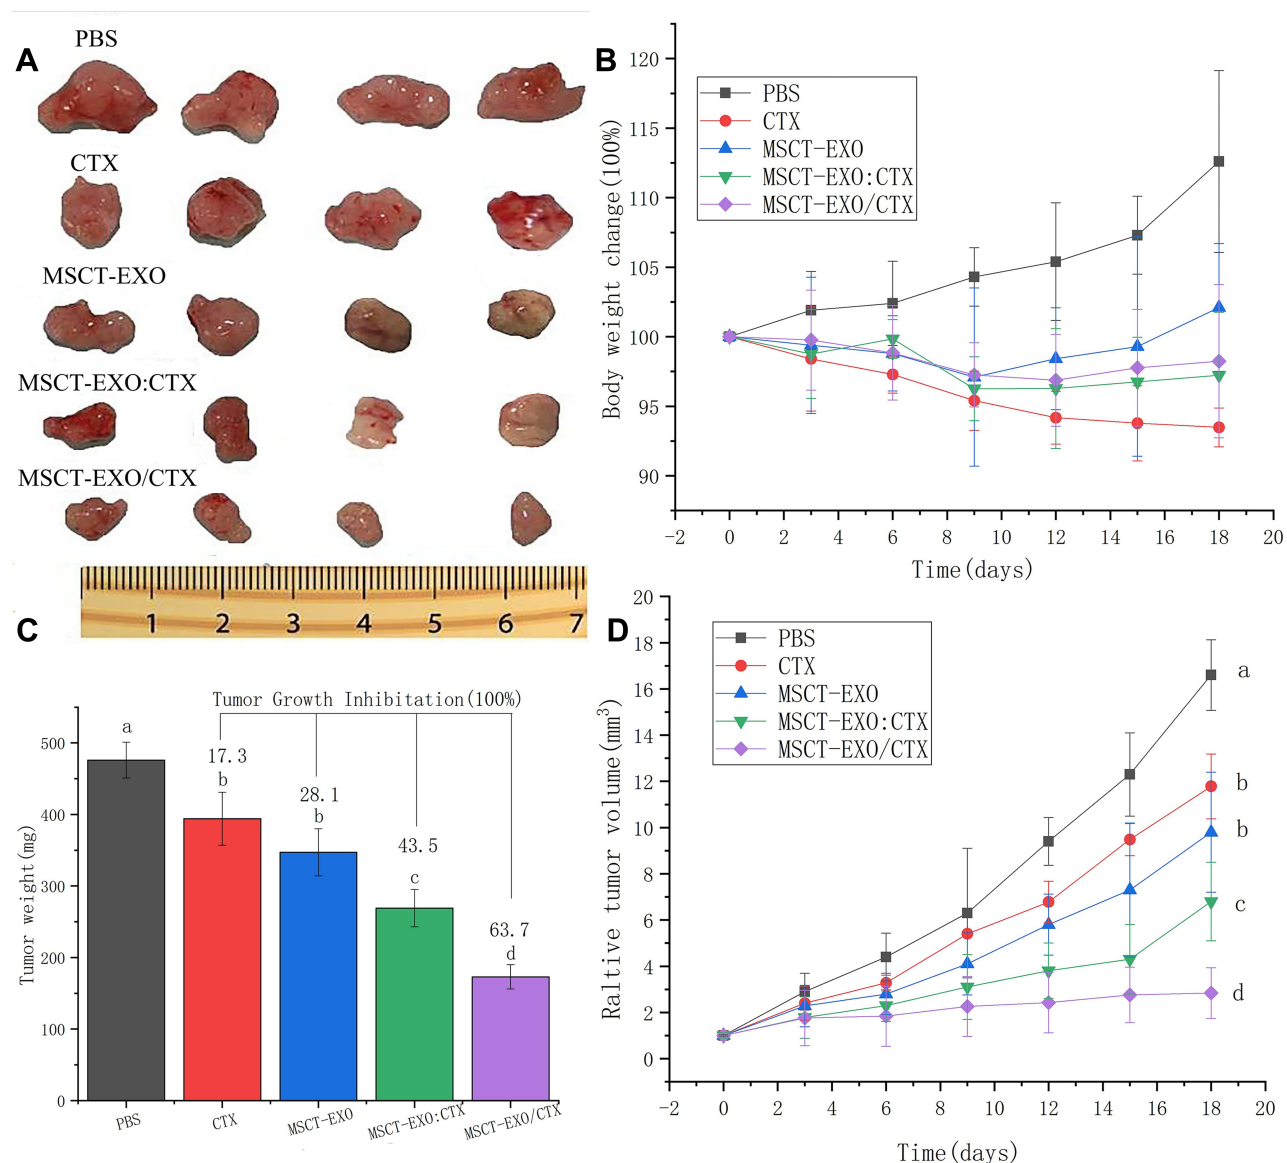 A
PBS
CTX
MSCT-EXO
MSCT-EXO:CTX
MSCT-EXO/CTX
1 2 3 4 5 6 7
B
120
115
110
105
100
95
90
Body weight change(100%)
PBS
CTX
MSCT-EXO
MSCT-EXO:CTX
MSCT-EXO/CTX
-2 0 2 4 6 8 10 12 14 16 18 20
Time(days)
C
Tumor Growth Inhibitation(100%)
500
400
300
200
100
0
Tumor weight(mg)
a
17.3
b
28.1
b
43.5
c
63.7
d
PBS CTX MSCT-EXO MSCT-EXO:CTX MSCT-EXO/CTX
D
20
18
16
14
12
10
8
6
4
2
0
Raltive tumor volume(mm³)
PBS
CTX
MSCT-EXO
MSCT-EXO:CTX
MSCT-EXO/CTX
a
b
b
c
d
-2 0 2 4 6 8 10 12 14 16 18 20
Time(days)